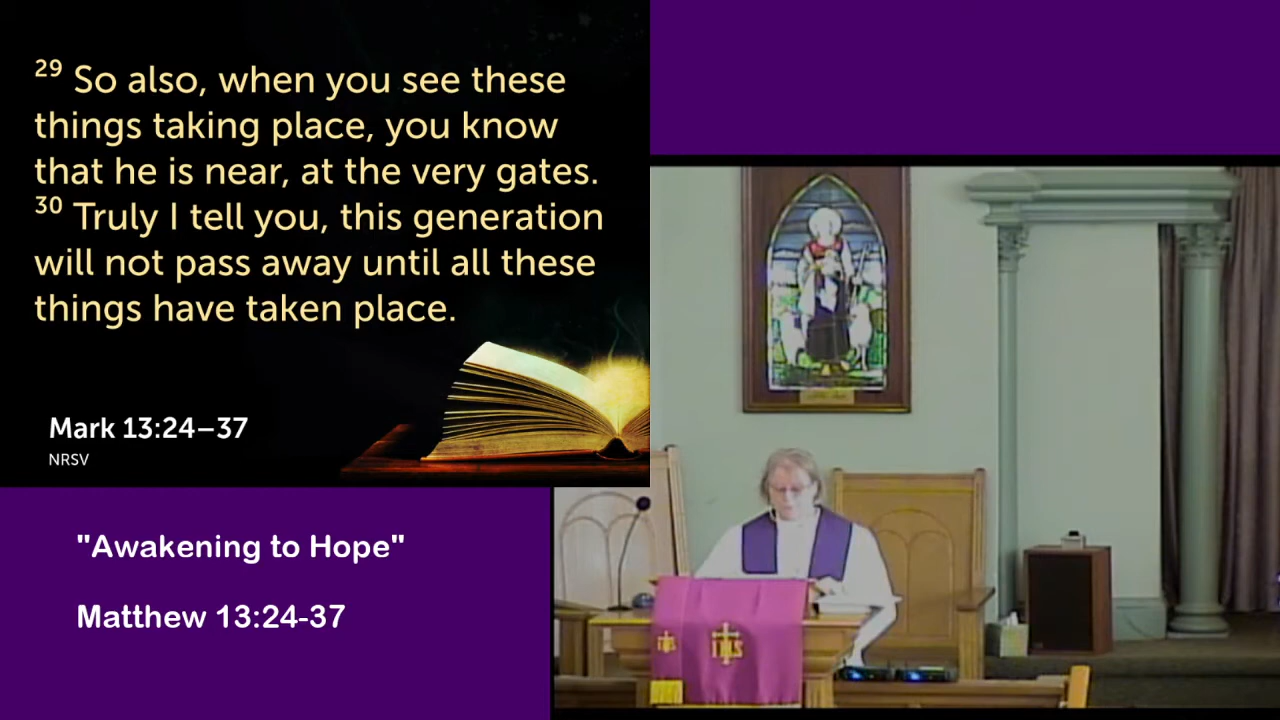 29 So also, when you see these
things taking place, you know
that he is near, at the very gates.
30 Truly I tell you, this generation
will not pass away until all these
things have taken place.
Mark 13:24–37
NRSV
"Awakening to Hope"
Matthew 13:24-37
IHS